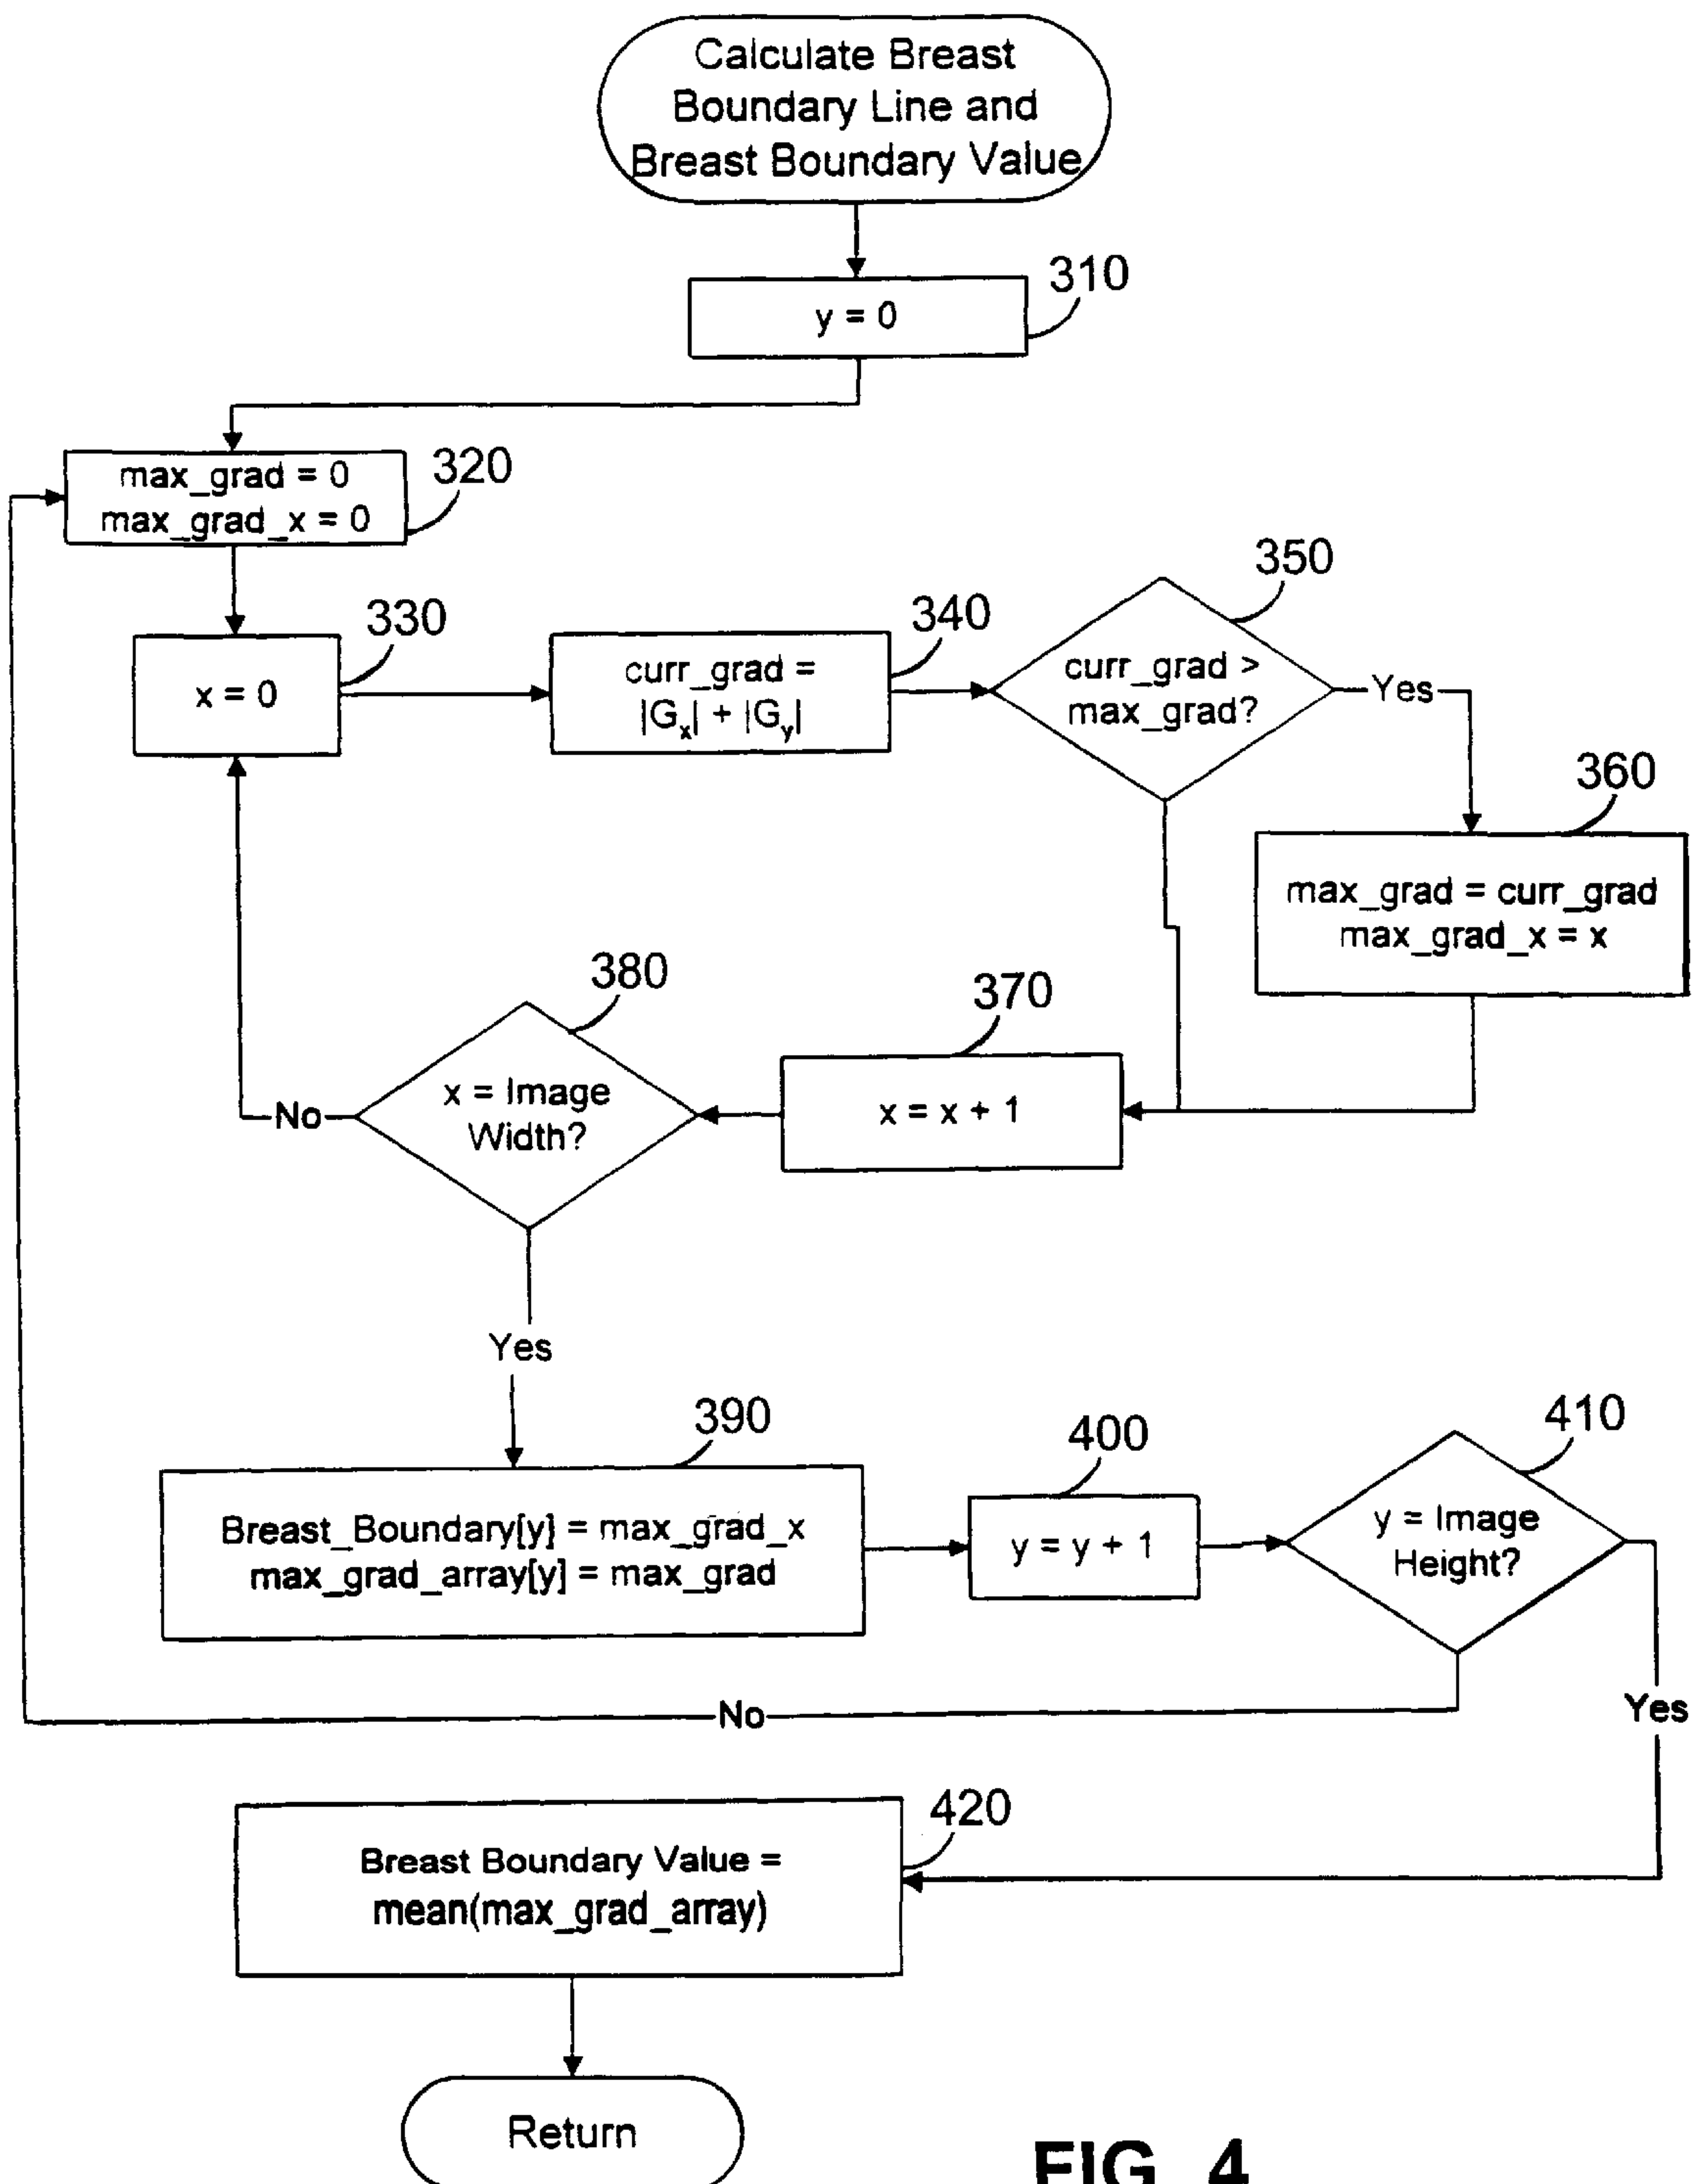 Calculate Breast
Boundary Line and
Breast Boundary Value
310
y = 0
320
max_grad = 0
max_grad_x = 0
330
x = 0
340
curr_grad =
|Gx| + |Gy|
350
curr_grad >
max_grad?
Yes
360
max_grad = curr_grad
max_grad_x = x
370
x = x + 1
380
x = Image
Width?
No
Yes
390
Breast_Boundary[y] = max_grad_x
max_grad_array[y] = max_grad
400
y = y + 1
410
y = Image
Height?
No
Yes
420
Breast Boundary Value =
mean(max_grad_array)
Return
FIG. 4